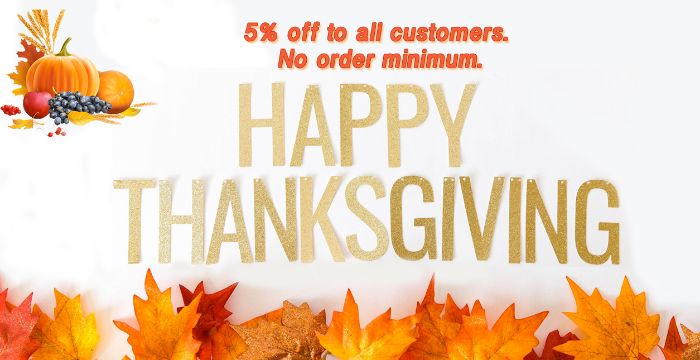 5% off to all customers.
No order minimum.
HAPPY
THANKSGIVING